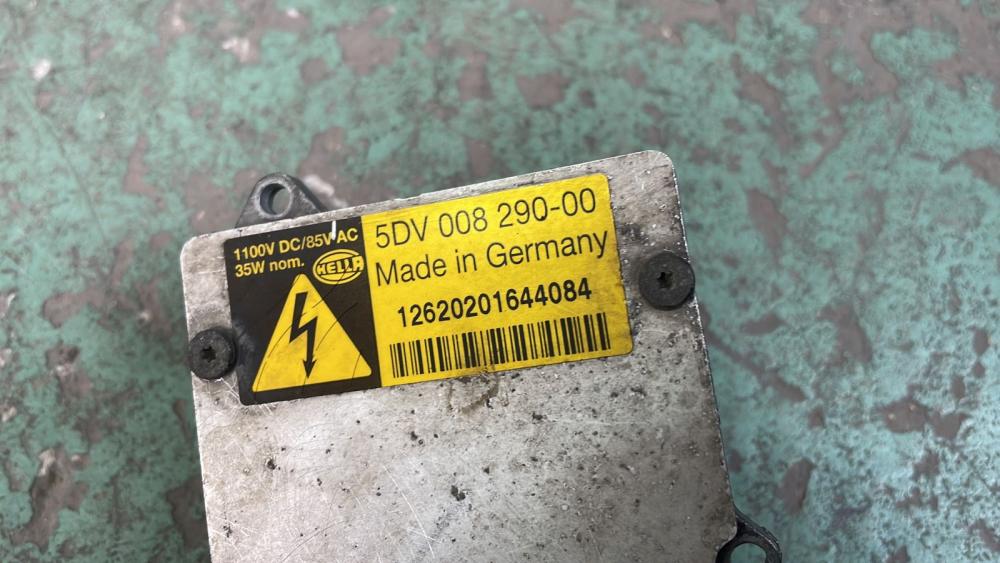 1100V DC/85V AC
35W nom.
HELLA
5DV 008 290-00
Made in Germany
12620201644084